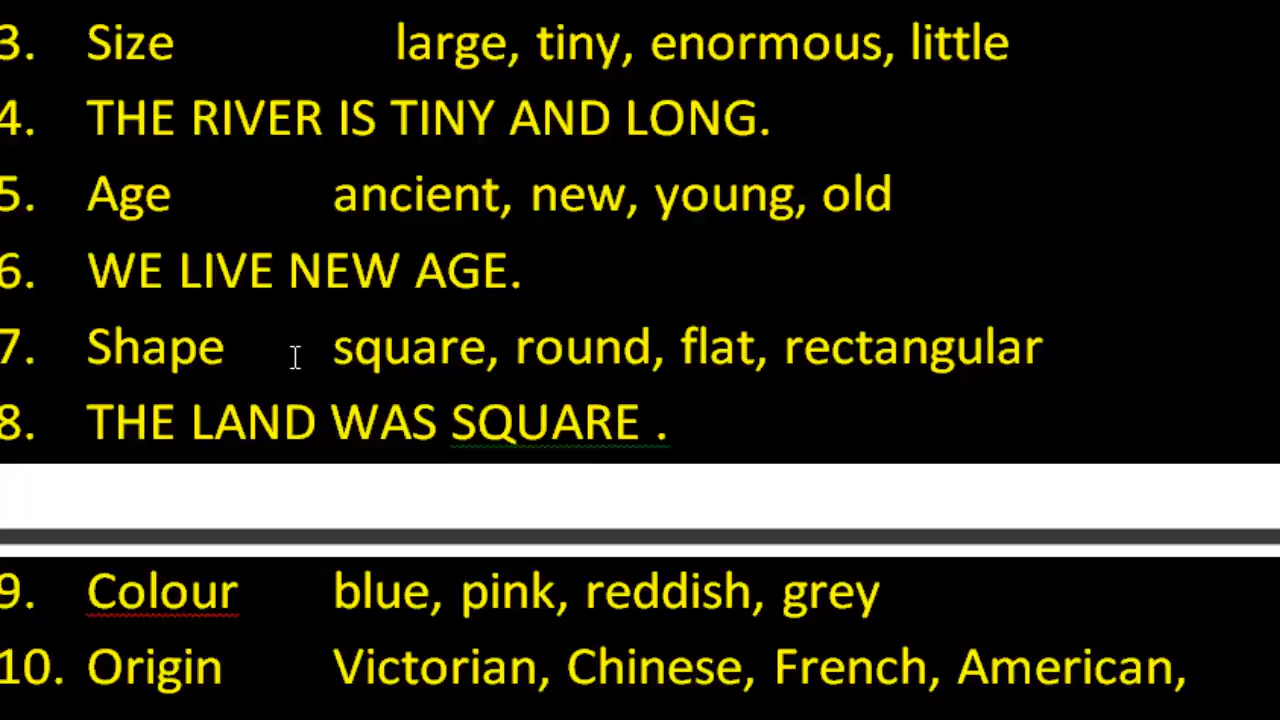 3. Size large, tiny, enormous, little
4. THE RIVER IS TINY AND LONG.
5. Age ancient, new, young, old
6. WE LIVE NEW AGE.
7. Shape square, round, flat, rectangular
8. THE LAND WAS SQUARE .
9. Colour blue, pink, reddish, grey
10. Origin Victorian, Chinese, French, American,